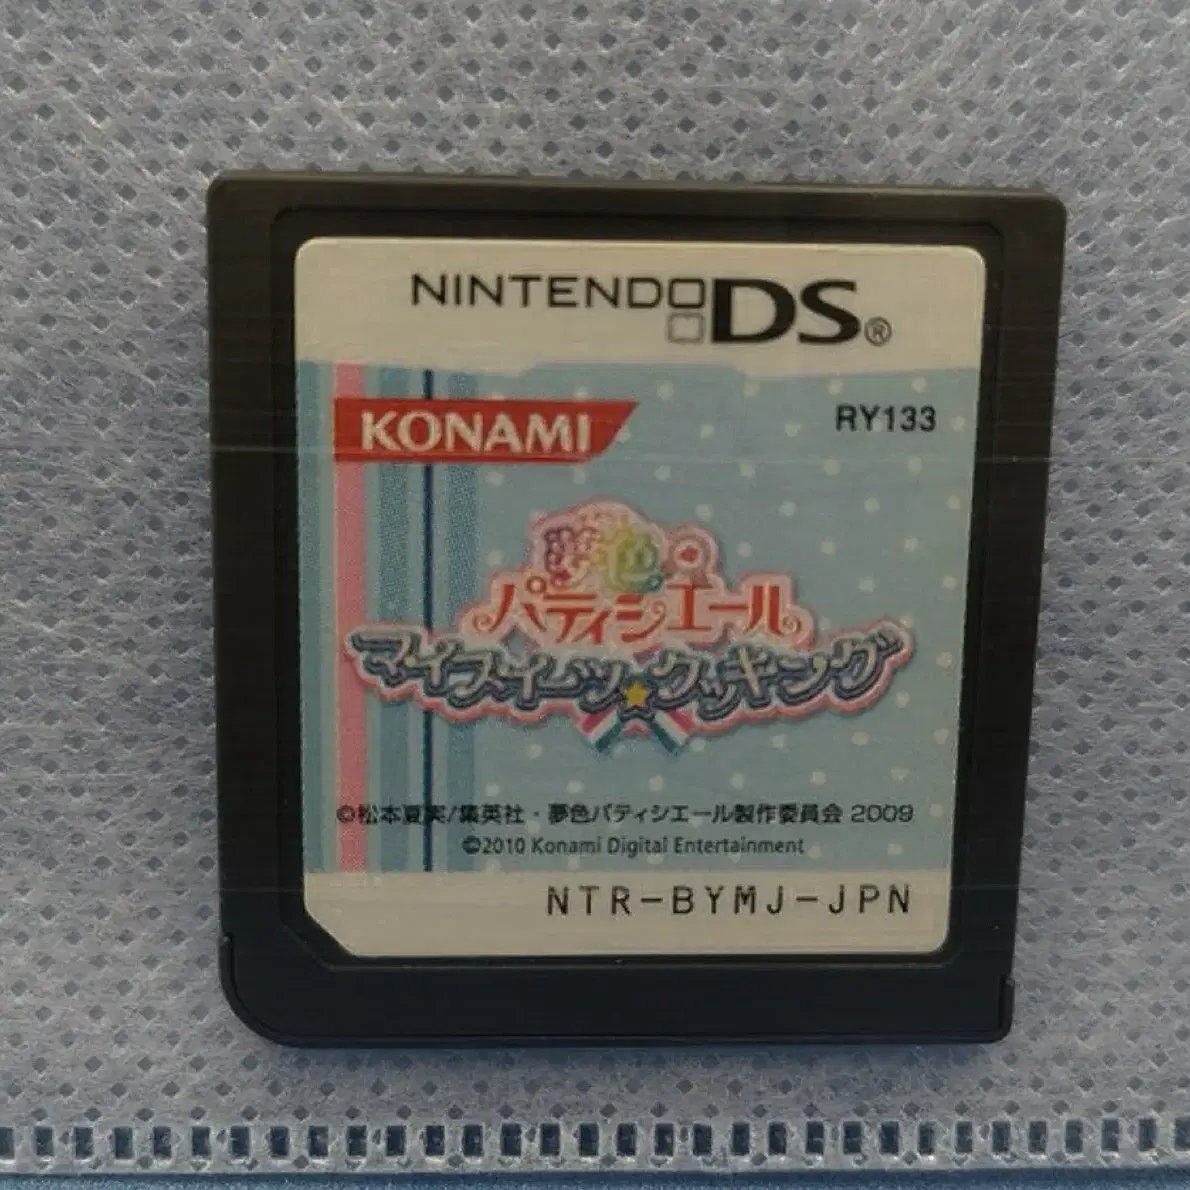 NINTENDO DS®
KONAMI
RY133
夢色
パティシエール
マイスイーツ★クッキング
©松本夏実/集英社・夢色パティシエール製作委員会 2009
©2010 Konami Digital Entertainment
NTR-BYMJ-JPN